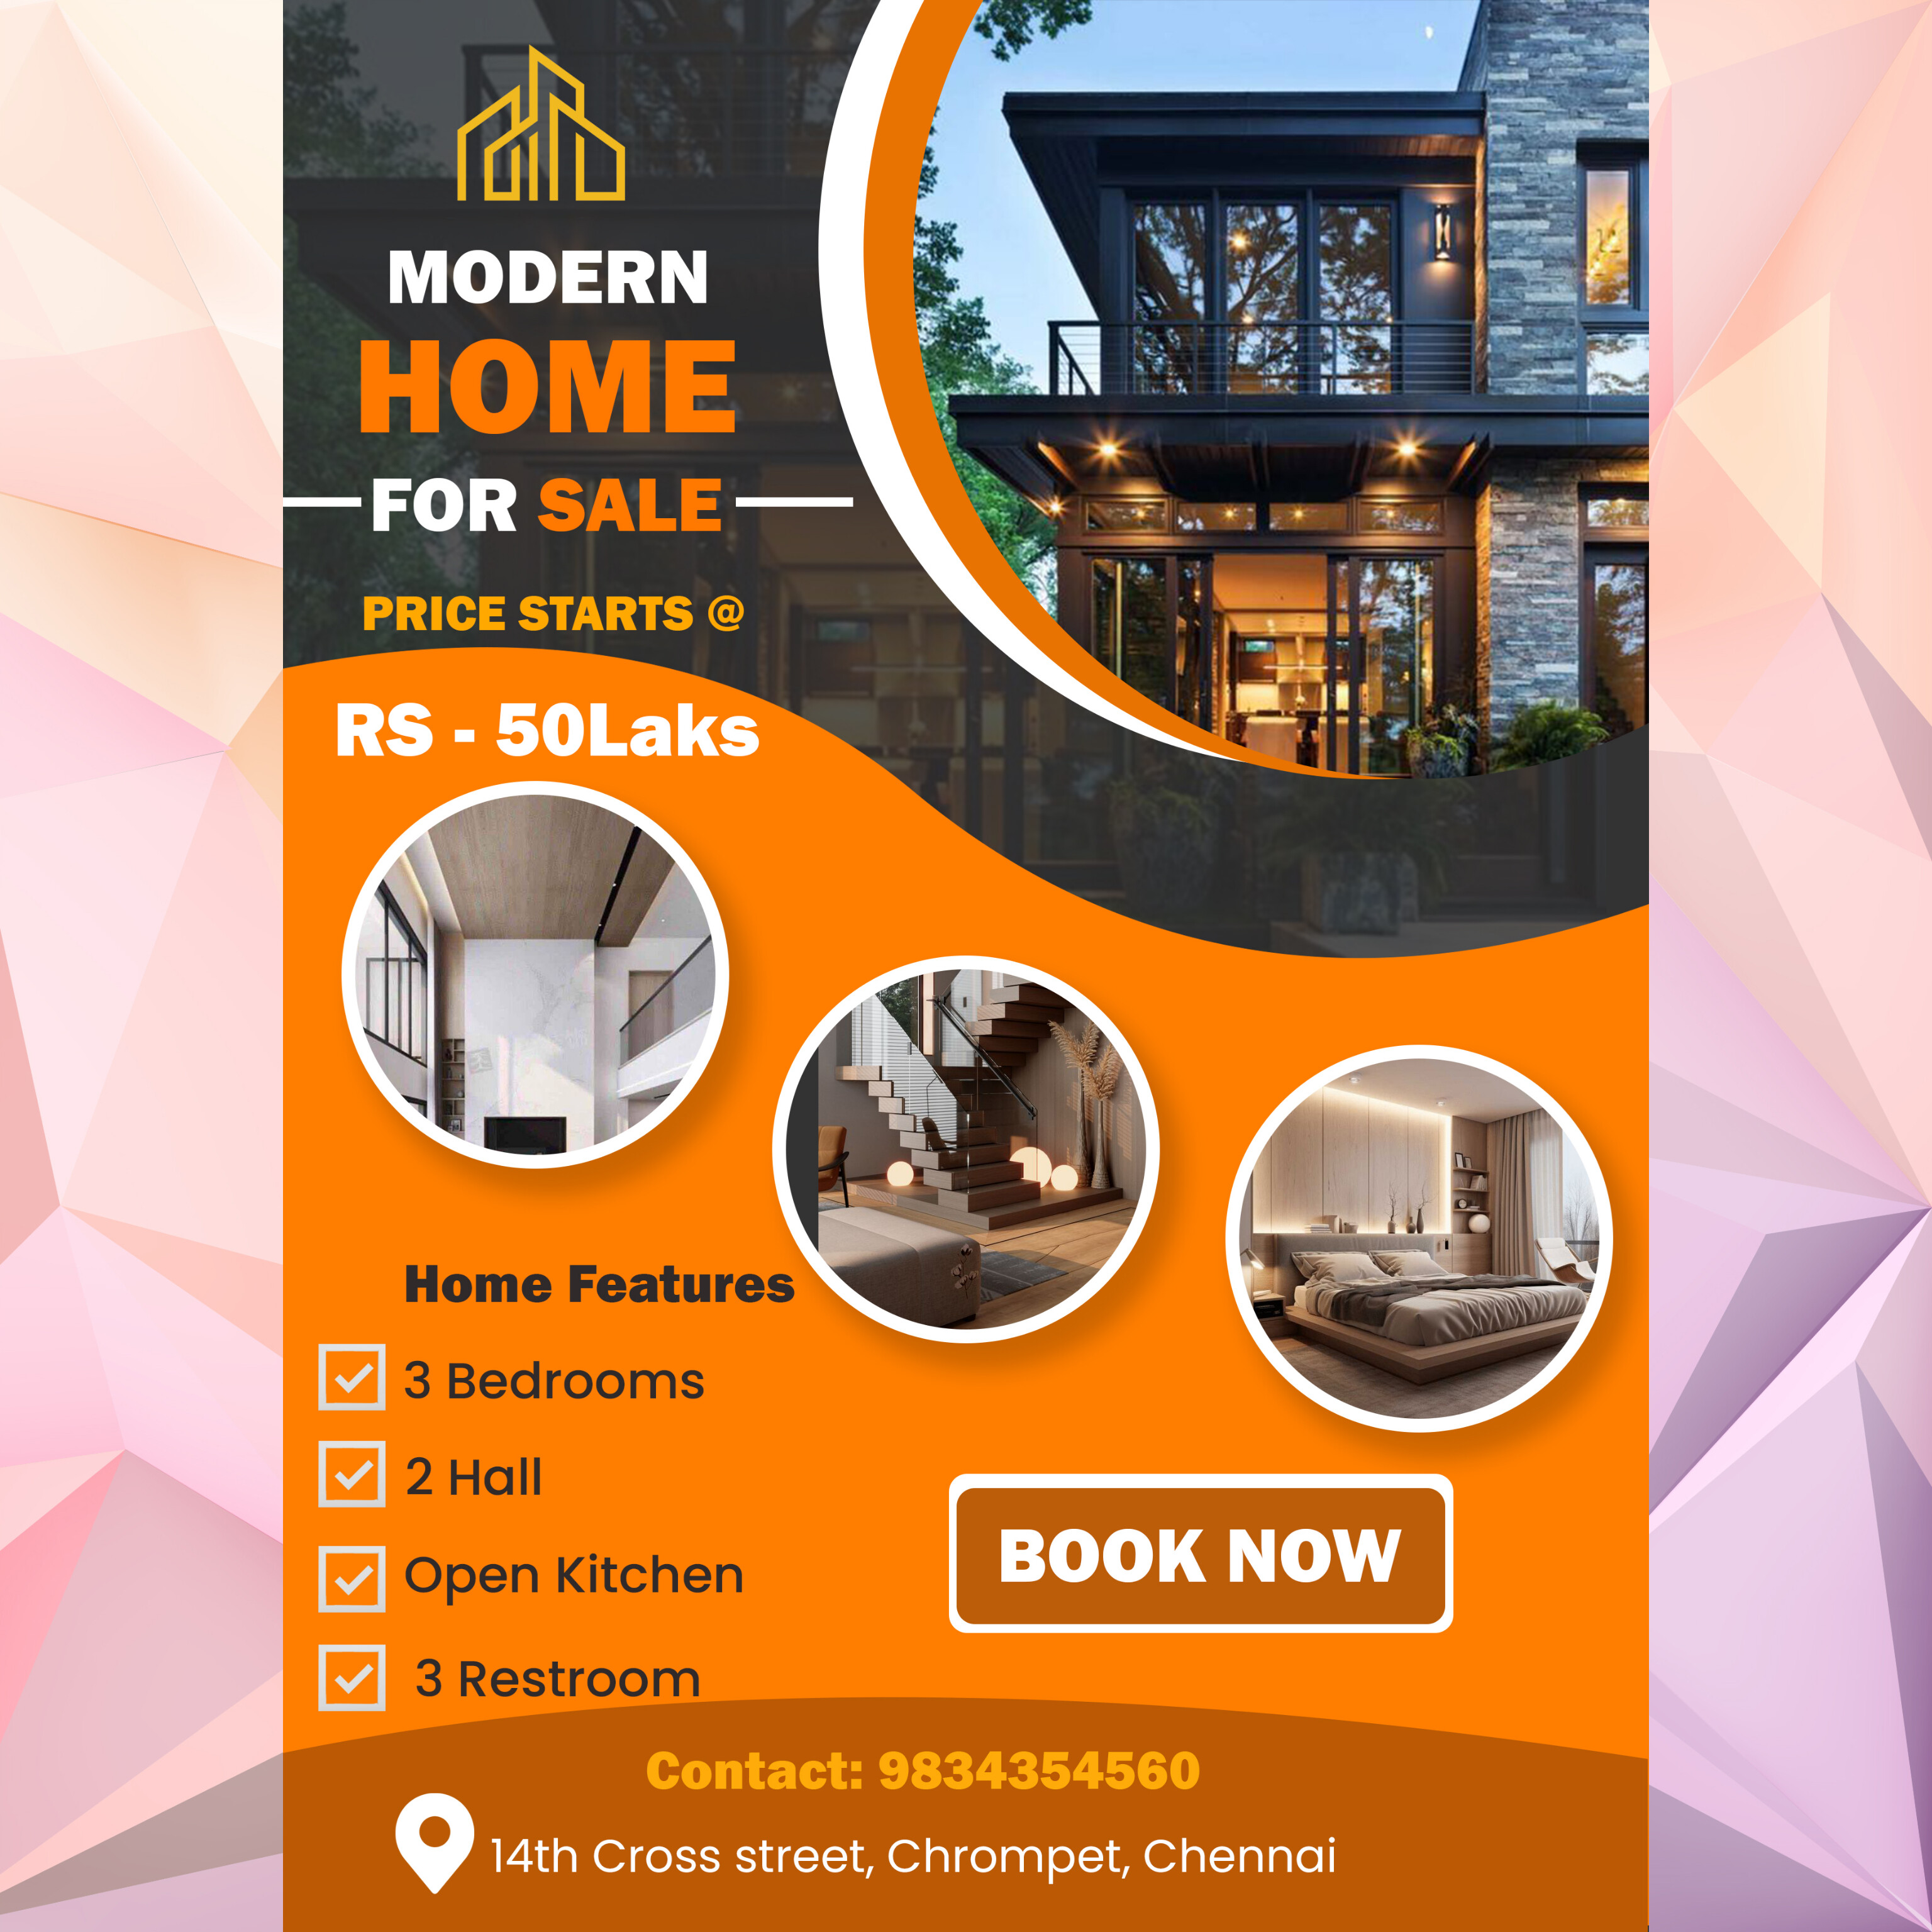 MODERN
HOME
FOR SALE
PRICE STARTS @
RS - 50Laks
Home Features
3 Bedrooms
2 Hall
Open Kitchen
3 Restroom
BOOK NOW
Contact: 9834354560
14th Cross street, Chrompet, Chennai